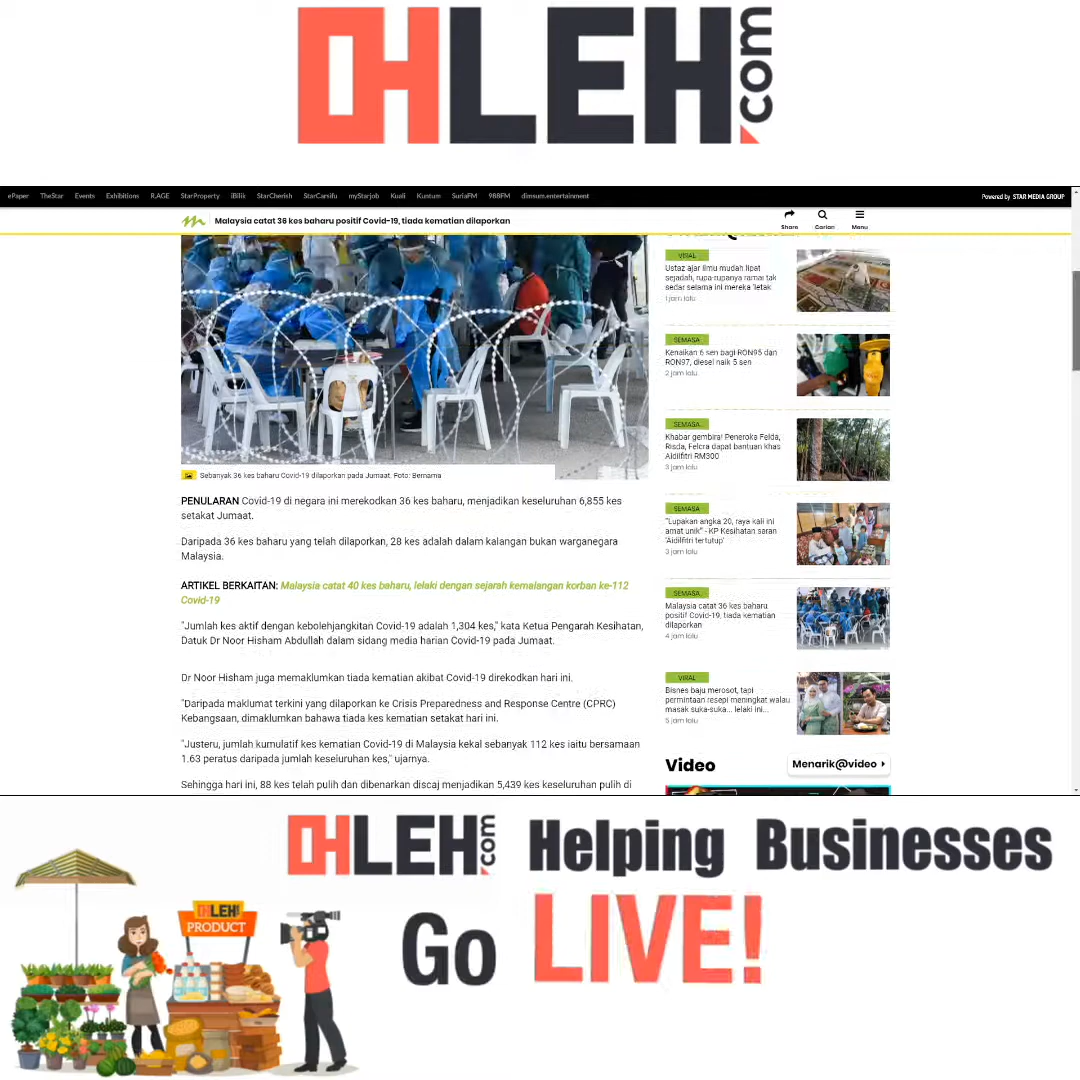 OHLEH.com
ePaper TheStar Events Exhibitions R.AGE StarProperty iBilik StarCherish StarCarsifu myStarjob Kuali Kuntum SuriaFM 988FM dimsum.entertainment
Powered by STAR MEDIA GROUP
Malaysia catat 36 kes baharu positif Covid-19, tiada kematian dilaporkan
Share Carian Menu
Sebanyak 36 kes baharu Covid-19 dilaporkan pada Jumaat. Foto: Bernama
PENULARAN Covid-19 di negara ini merekodkan 36 kes baharu, menjadikan keseluruhan 6,855 kes
setakat Jumaat.
Daripada 36 kes baharu yang telah dilaporkan, 28 kes adalah dalam kalangan bukan warganegara
Malaysia.
ARTIKEL BERKAITAN: Malaysia catat 40 kes baharu, lelaki dengan sejarah kemalangan korban ke-112
Covid-19
"Jumlah kes aktif dengan kebolehjangkitan Covid-19 adalah 1,304 kes," kata Ketua Pengarah Kesihatan,
Datuk Dr Noor Hisham Abdullah dalam sidang media harian Covid-19 pada Jumaat.
Dr Noor Hisham juga memaklumkan tiada kematian akibat Covid-19 direkodkan hari ini.
"Daripada maklumat terkini yang dilaporkan ke Crisis Preparedness and Response Centre (CPRC)
Kebangsaan, dimaklumkan bahawa tiada kes kematian setakat hari ini.
"Justeru, jumlah kumulatif kes kematian Covid-19 di Malaysia kekal sebanyak 112 kes iaitu bersamaan
1.63 peratus daripada jumlah keseluruhan kes," ujarnya.
Sehingga hari ini, 88 kes telah pulih dan dibenarkan discaj menjadikan 5,439 kes keseluruhan pulih di
VIRAL
Ustaz ajar ilmu mudah lipat
sejadah, rupa-rupanya ramai tak
sedar selama ini mereka 'letak
1 jam lalu
SEMASA
Kenaikan 6 sen bagi RON95 dan
RON97, diesel naik 5 sen
2 jam lalu
SEMASA
Khabar gembira! Peneroka Felda,
Risda, Felcra dapat bantuan khas
Aidilfitri RM300
3 jam lalu
SEMASA
"Lupakan angka 20, raya kali ini
amat unik" - KP Kesihatan saran
'Aidilfitri tertutup'
3 jam lalu
SEMASA
Malaysia catat 36 kes baharu
positif Covid-19, tiada kematian
dilaporkan
4 jam lalu
VIRAL
Bisnes baju merosot, tapi
permintaan resepi meningkat walau
masak suka-suka... lelaki ini...
5 jam lalu
Video
Menarik@video
OHLEH.com Helping Businesses
Go LIVE!
OHLEH!
PRODUCT